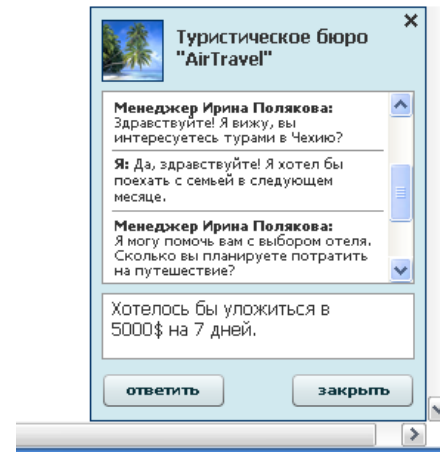 Туристическое бюро
"AirTravel"
Менеджер Ирина Полякова:
Здравствуйте! Я вижу, вы
интересуетесь турами в Чехию?
Я: Да, здравствуйте! Я хотел бы
поехать с семьей в следующем
месяце.
Менеджер Ирина Полякова:
Я могу помочь вам с выбором отеля.
Сколько вы планируете потратить
на путешествие?
Хотелось бы уложиться в
5000$ на 7 дней.
ответить закрыть